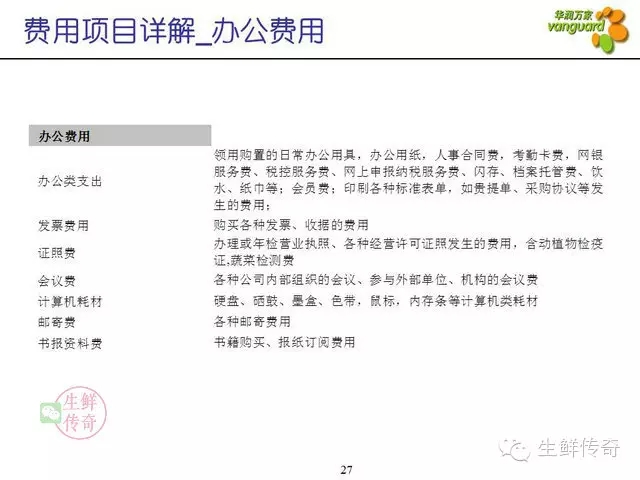 费用项目详解_办公费用
华润万家
vanguard
办公费用
办公类支出
领用购置的日常办公用具，办公用纸，人事合同费，考勤卡费，网银
服务费、税控服务费、网上申报纳税服务费、闪存、档案托管费、饮
水、纸巾等；会员费；印刷各种标准表单，如贵提单、采购协议等发
生的费用；
发票费用
购买各种发票、收据的费用
证照费
办理或年检营业执照、各种经营许可证照发生的费用，含动植物检疫
证,蔬菜检测费
会议费
各种公司内部组织的会议、参与外部单位、机构的会议费
计算机耗材
硬盘、硒鼓、墨盒、色带，鼠标，内存条等计算机类耗材
邮寄费
各种邮寄费用
书报资料费
书籍购买、报纸订阅费用
生鲜
传奇
生鲜传奇
27